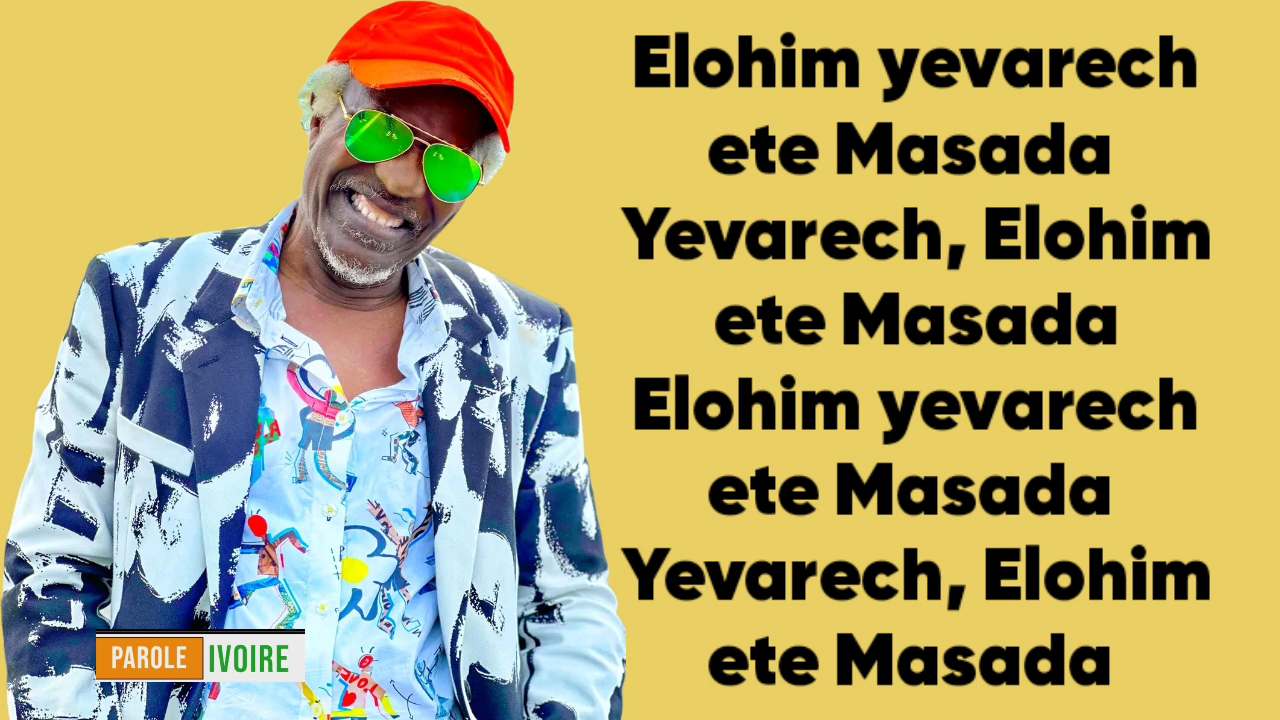 Elohim yevarech
ete Masada
Yevarech, Elohim
ete Masada
Elohim yevarech
ete Masada
Yevarech, Elohim
ete Masada
PAROLE IVOIRE